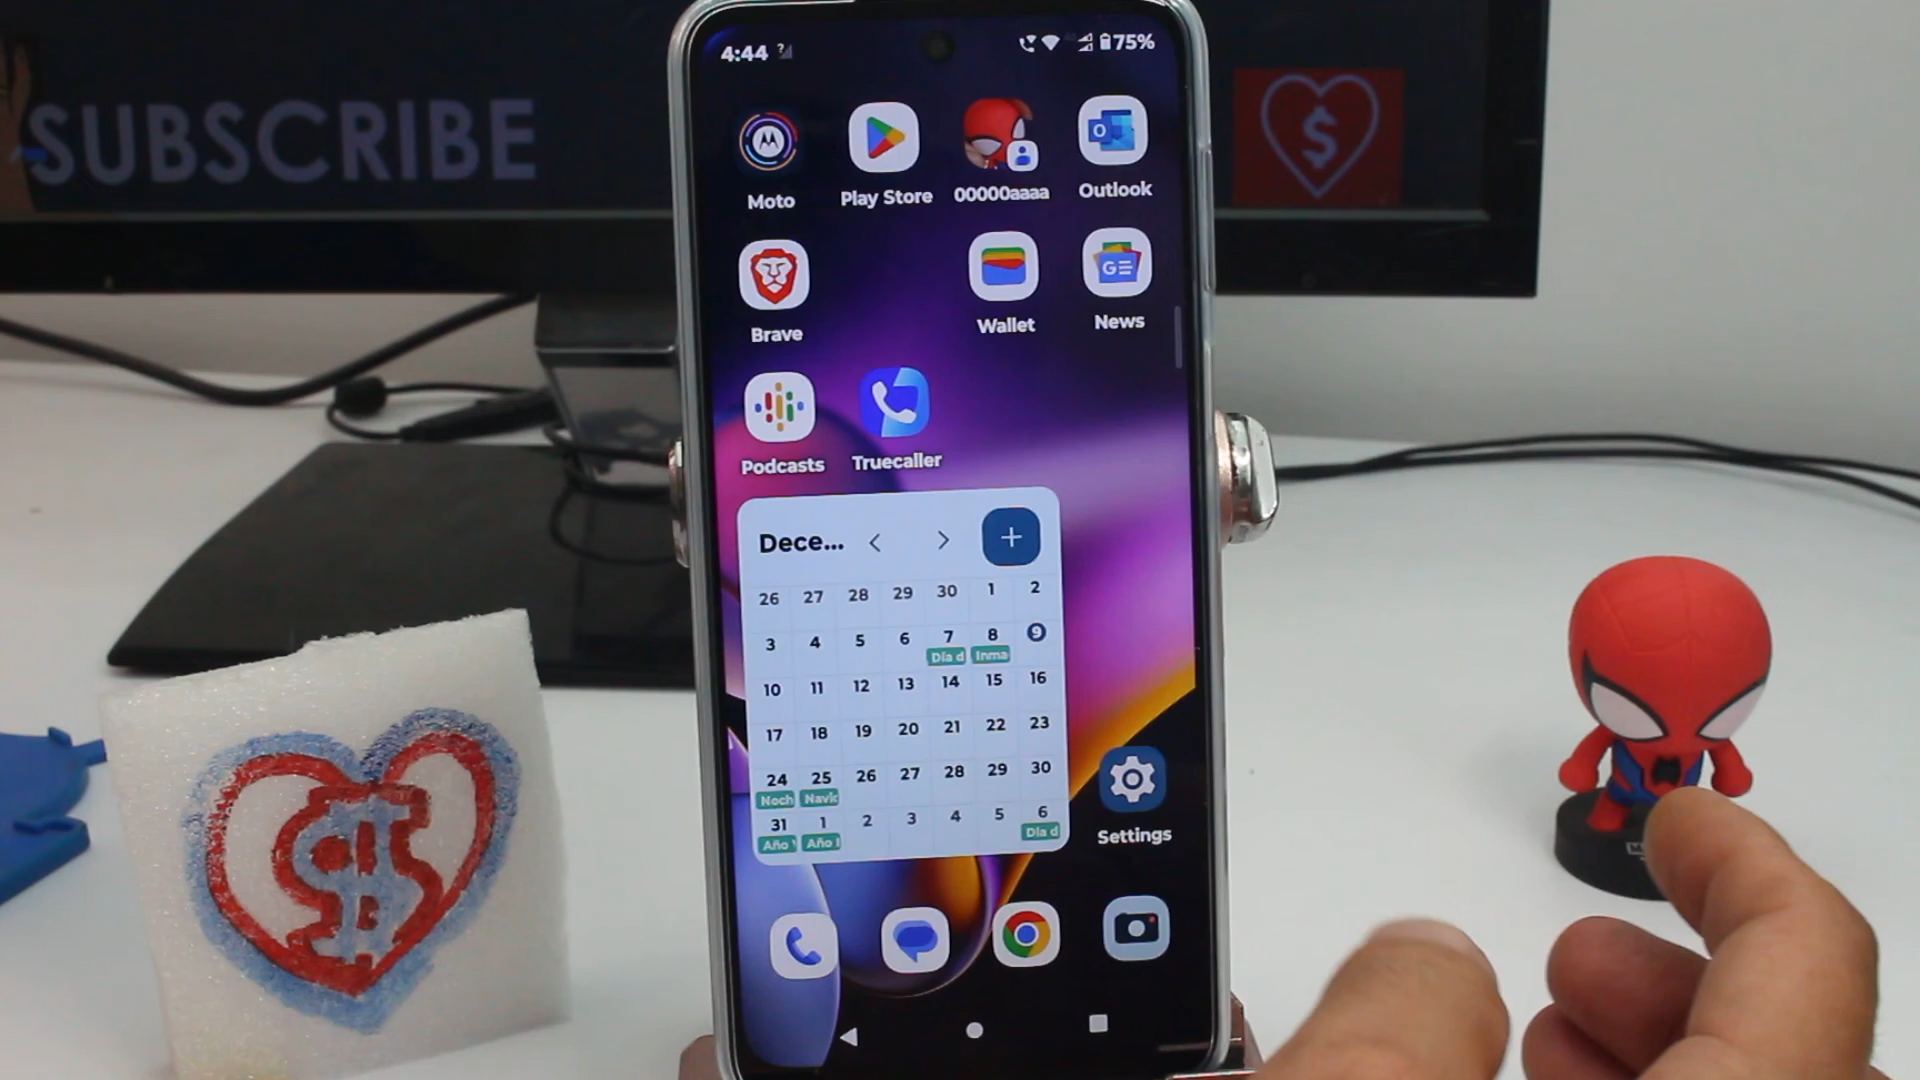 SUBSCRIBE
$
4:44 ?
75%
Moto
Play Store
00000aaaa
Outlook
Brave
Wallet
GE
News
Podcasts
Truecaller
Dece... < > +
26 27 28 29 30 1 2
3 4 5 6 7 8 9
Día d Inma
10 11 12 13 14 15 16
17 18 19 20 21 22 23
24 25 26 27 28 29 30
Noch Navid
31 1 2 3 4 5 6
Año Año Día d
Settings
$